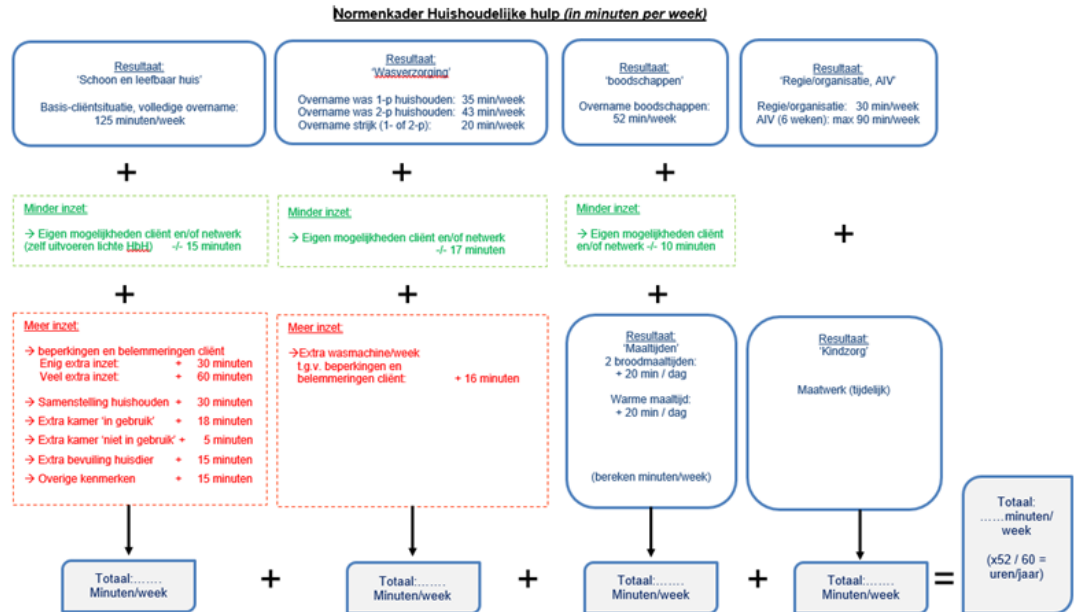 Normenkader Huishoudelijke hulp (in minuten per week)
Resultaat:
'Schoon en leefbaar huis'
Basis-cliëntsituatie, volledige overname:
125 minuten/week
Resultaat:
'Wasverzorging'
Overname was 1-p huishouden: 35 min/week
Overname was 2-p huishouden: 43 min/week
Overname strijk (1- of 2-p): 20 min/week
Resultaat:
'boodschappen'
Overname boodschappen:
52 min/week
Resultaat:
'Regie/organisatie, AIV'
Regie/organisatie: 30 min/week
AIV (6 weken): max 90 min/week
+
+
+
Minder inzet:
→ Eigen mogelijkheden cliënt en/of netwerk
(zelf uitvoeren lichte HbH) -/- 15 minuten
Minder inzet:
→ Eigen mogelijkheden cliënt en/of netwerk
-/- 17 minuten
Minder inzet:
→ Eigen mogelijkheden cliënt
en/of netwerk -/- 10 minuten
+
+
+
+
Meer inzet:
→ beperkingen en belemmeringen cliënt
Enig extra inzet: + 30 minuten
Veel extra inzet: + 60 minuten
→ Samenstelling huishouden + 30 minuten
→ Extra kamer 'in gebruik' + 18 minuten
→ Extra kamer 'niet in gebruik' + 5 minuten
→ Extra bevuiling huisdier + 15 minuten
→ Overige kenmerken + 15 minuten
Meer inzet:
→Extra wasmachine/week
t.g.v. beperkingen en
belemmeringen cliënt: + 16 minuten
Resultaat:
'Maaltijden'
2 broodmaaltijden:
+ 20 min / dag
Warme maaltijd:
+ 20 min / dag
(bereken minuten/week)
Resultaat:
'Kindzorg'
Maatwerk (tijdelijk)
Totaal:.......
Minuten/week
+
Totaal:.......
Minuten/week
+
Totaal:.......
Minuten/week
+
Totaal:.......
Minuten/week
=
Totaal:
......minuten/
week
(x52 / 60 =
uren/jaar)